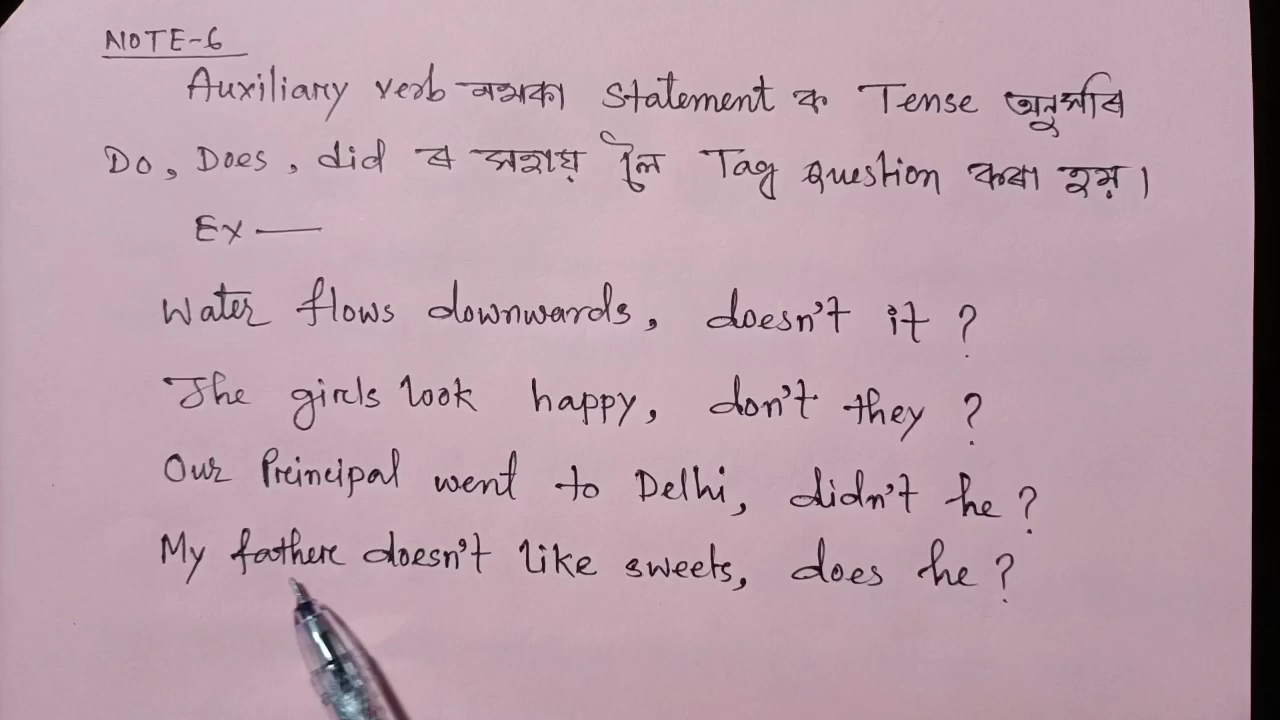 NOTE-6
Auxiliary verb নথকা statement ক Tense অনুসৰি
Do, Does, did ৰ সহায় লৈ Tag Question কৰা হয়।
Ex —
Water flows downwards, doesn't it ?
The girls look happy, don't they ?
Our Principal went to Delhi, didn't he ?
My father doesn't like sweets, does he ?